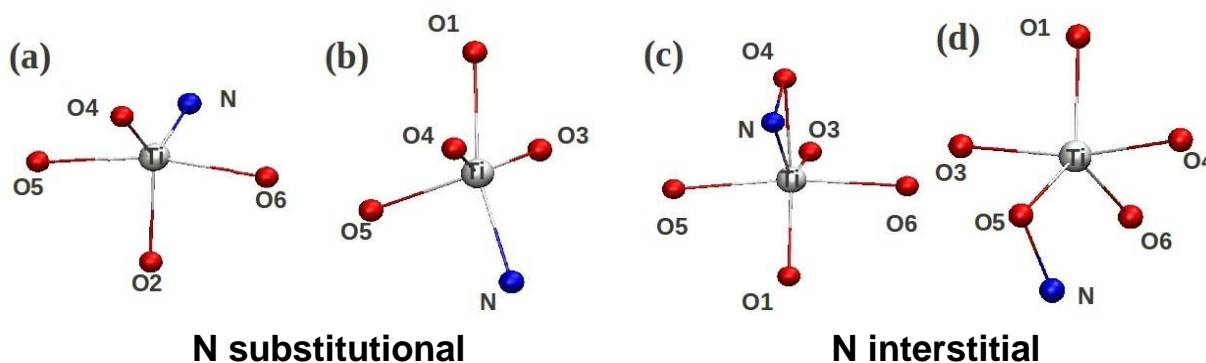 (a)
O4
N
Ti
O5
O6
O2
(b)
O1
O4
O3
Ti
O5
N
(c)
O4
N
O3
Ti
O5
O6
O1
(d)
O1
Ti
O3
O4
O5
O6
N
N substitutional
N interstitial